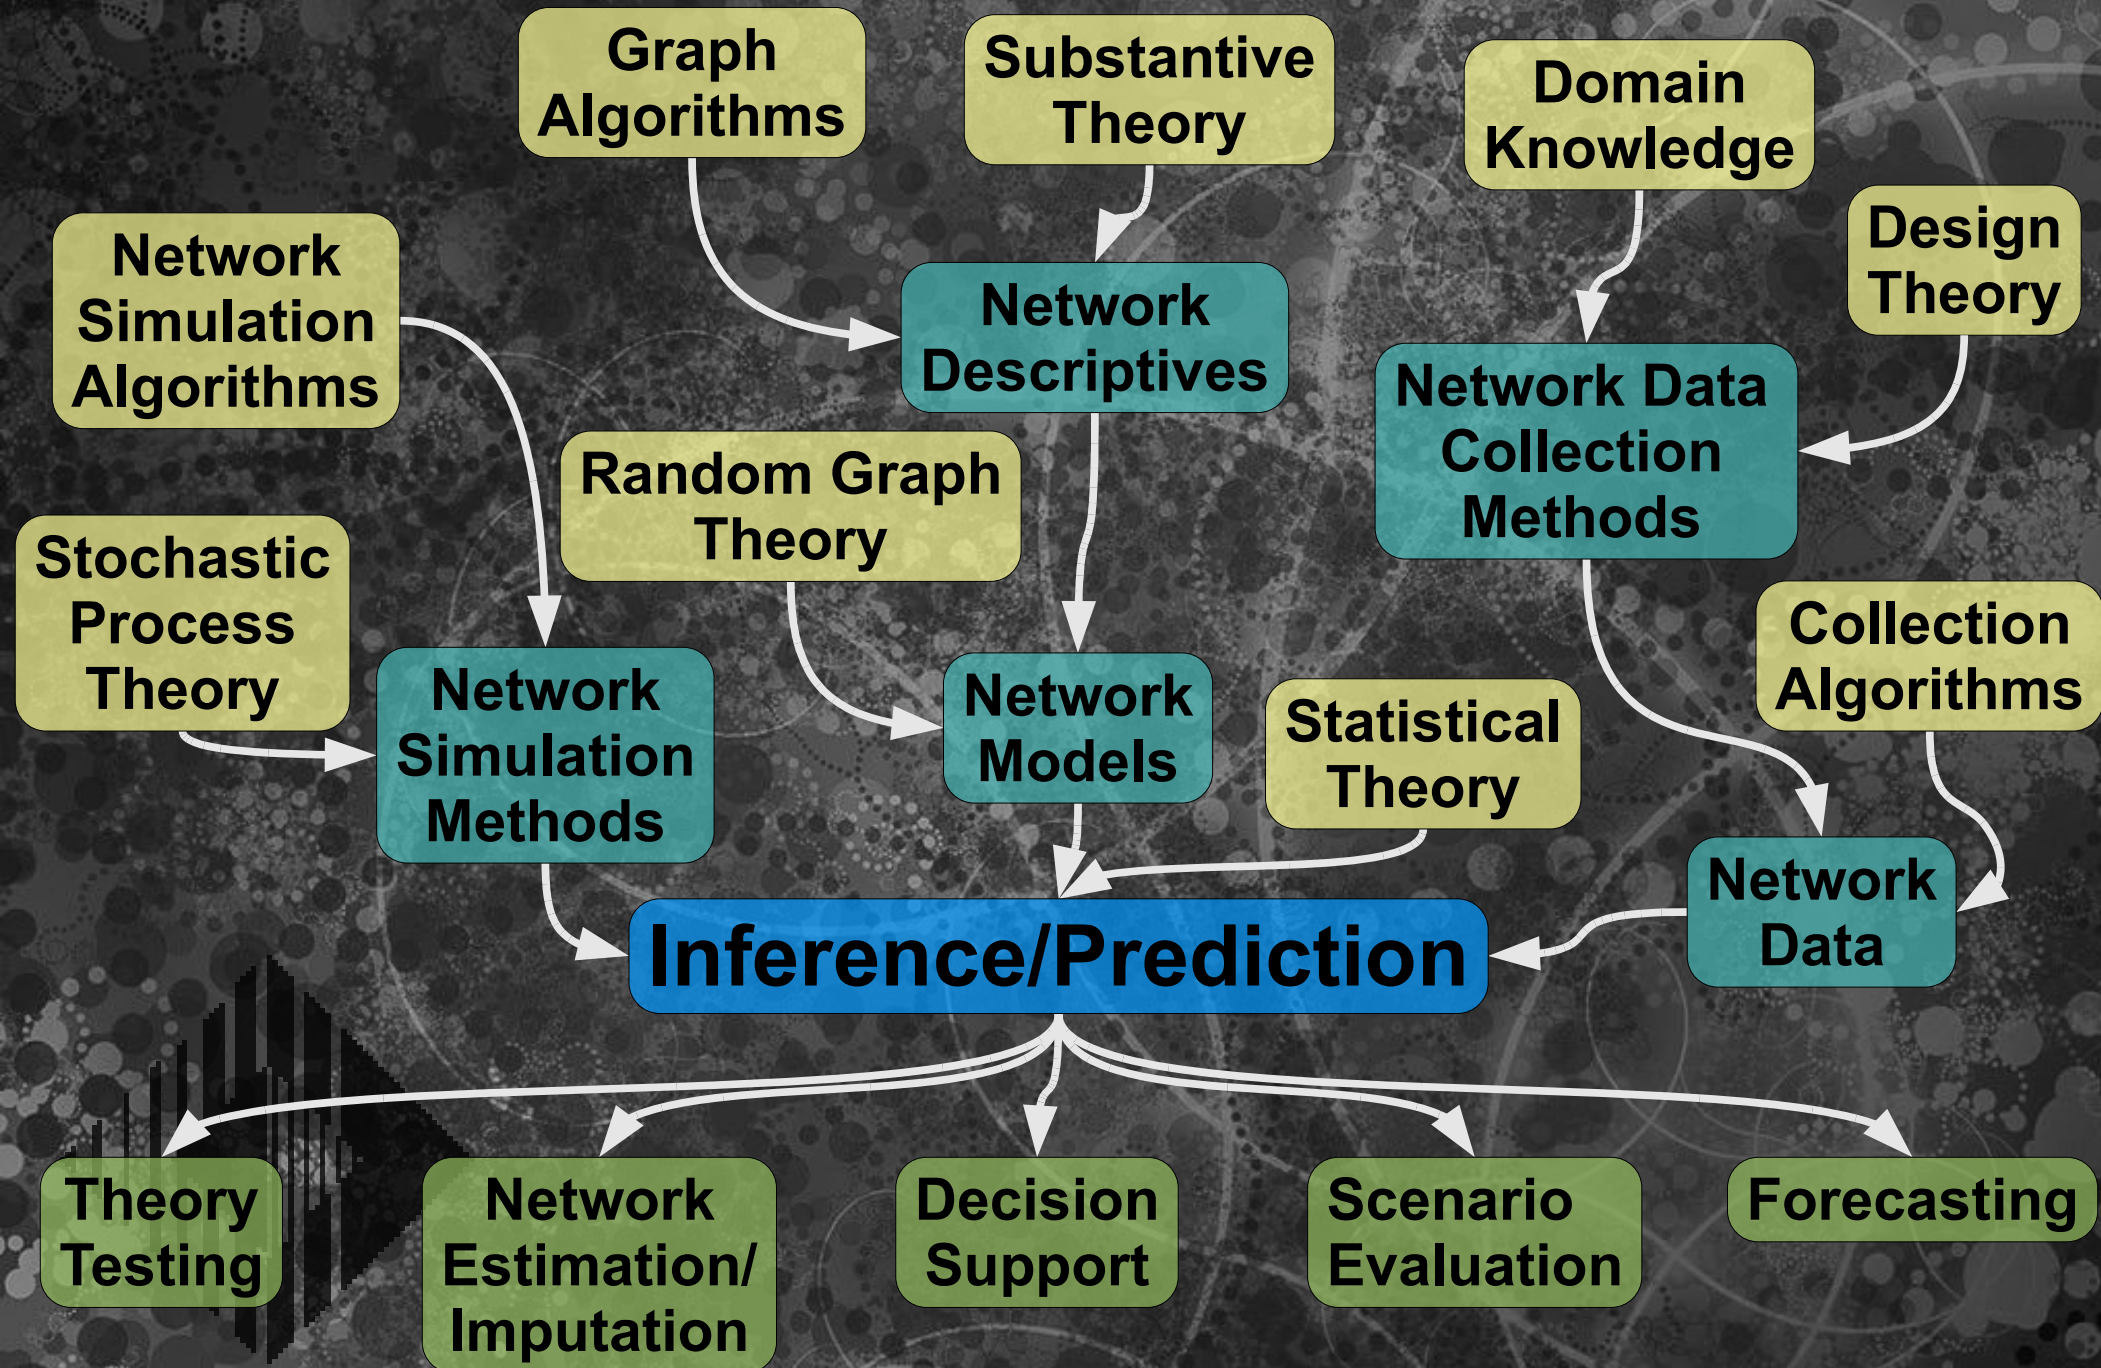 Graph
Algorithms
Substantive
Theory
Domain
Knowledge
Design
Theory
Network
Simulation
Algorithms
Network
Descriptives
Network Data
Collection
Methods
Random Graph
Theory
Stochastic
Process
Theory
Collection
Algorithms
Network
Simulation
Methods
Network
Models
Statistical
Theory
Network
Data
Inference/Prediction
Theory
Testing
Network
Estimation/
Imputation
Decision
Support
Scenario
Evaluation
Forecasting